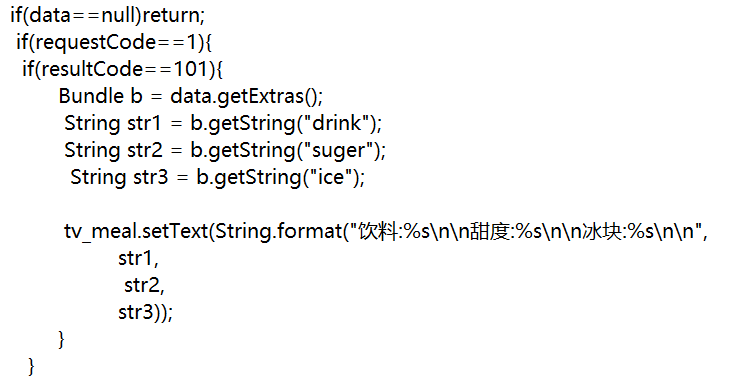 if(data==null)return;
if(requestCode==1){
if(resultCode==101){
Bundle b = data.getExtras();
String str1 = b.getString("drink");
String str2 = b.getString("suger");
String str3 = b.getString("ice");
tv_meal.setText(String.format("饮料:%s\n\n甜度:%s\n\n冰块:%s\n\n",
str1,
str2,
str3));
}
}